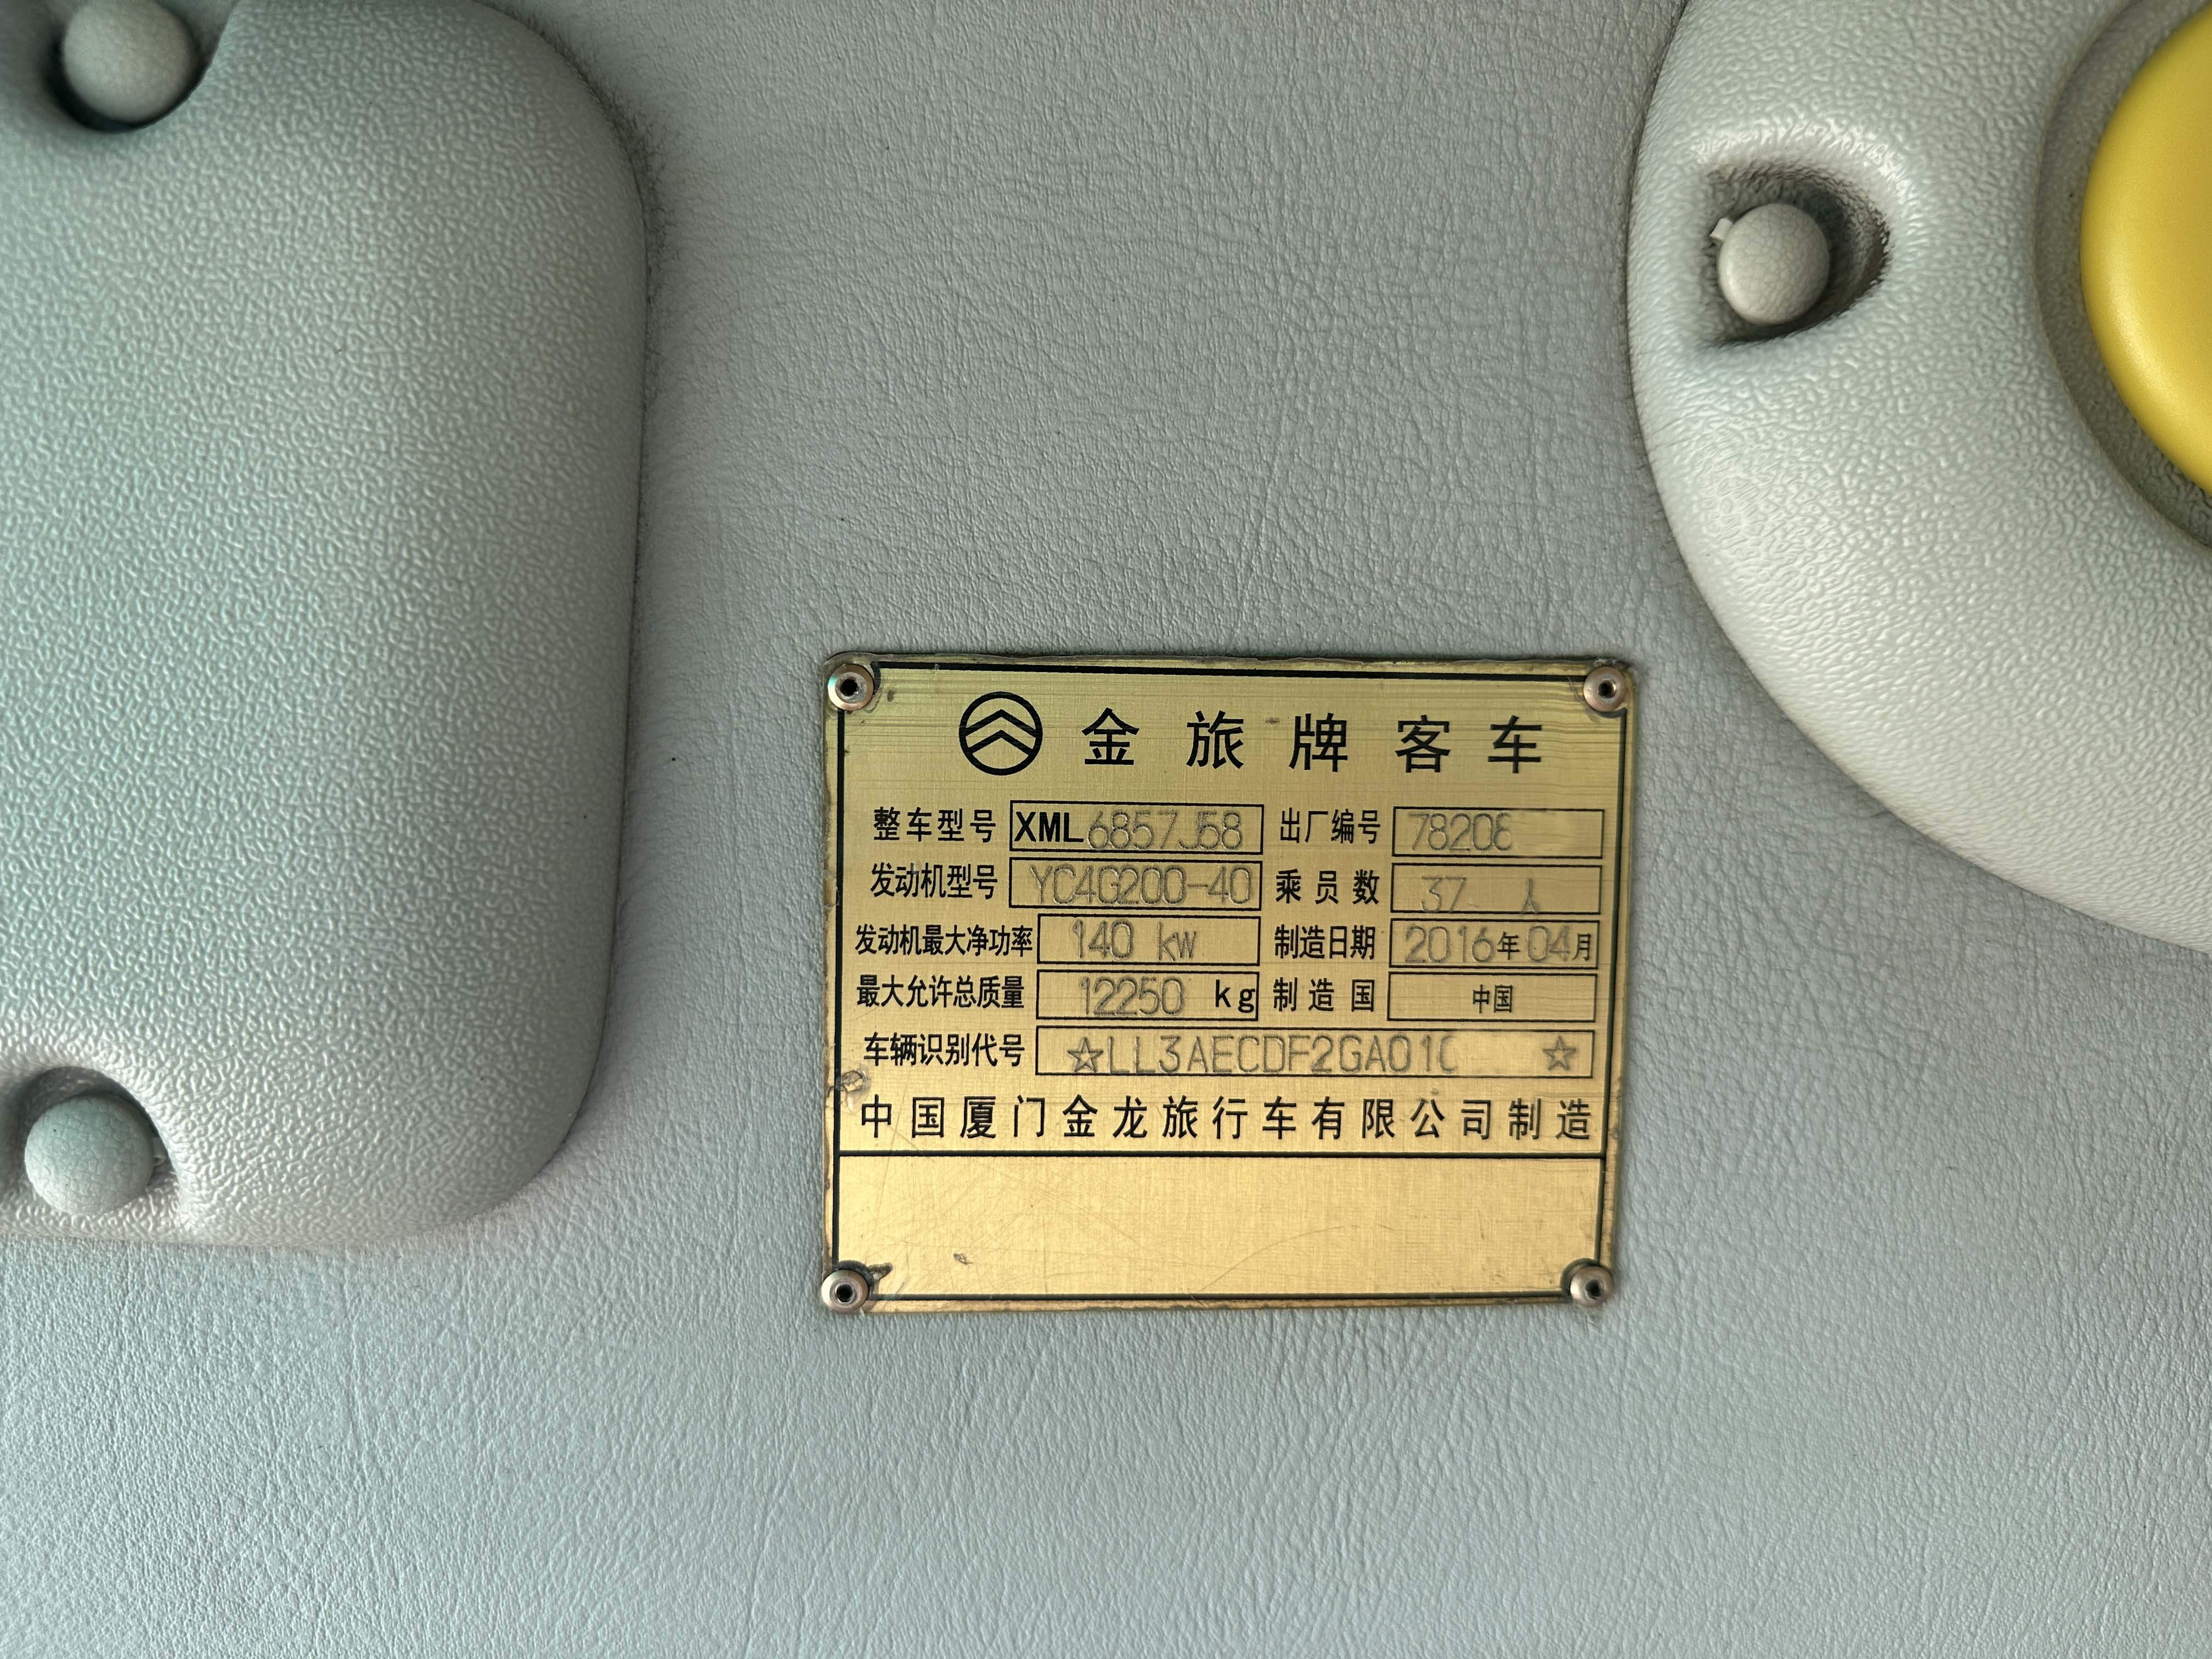 金旅牌客车
整车型号 XML6857J58 出厂编号 78208
发动机型号 YC4G200-40 乘员数 37 人
发动机最大净功率 140 kw 制造日期 2016年04月
最大允许总质量 12250 kg 制造国 中国
车辆识别代号 ☆LL3AECDF2GA01 ☆
中国厦门金龙旅行车有限公司制造